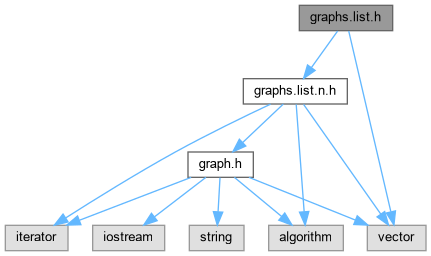 graphs.list.h
graphs.list.n.h
graph.h
iterator
iostream
string
algorithm
vector